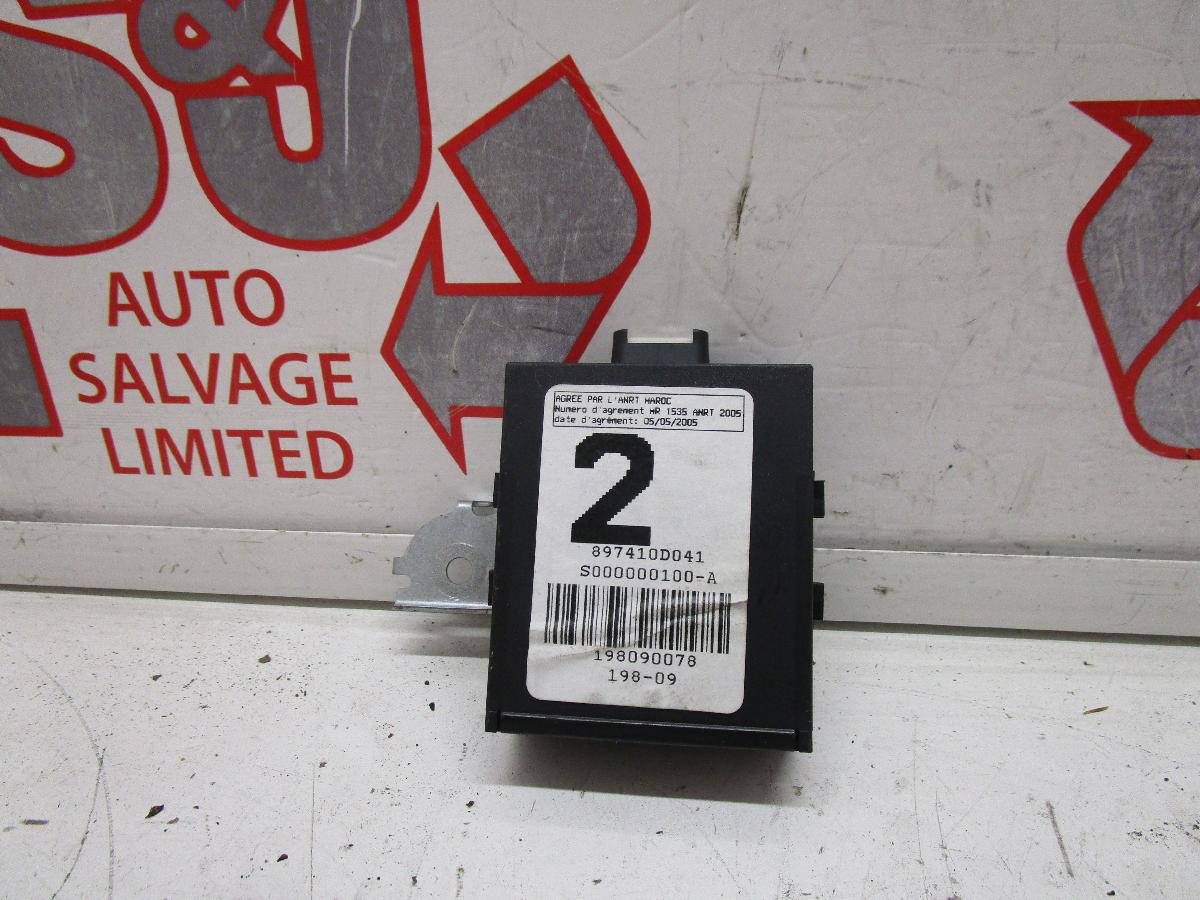 S&J
AUTO
SALVAGE
LIMITED
AGREE PAR L'ANRT MAROC
Numero d'agrement MR 1535 ANRT 2005
date d'agrément: 05/05/2005
2
897410D041
S000000100-A
198090078
198-09